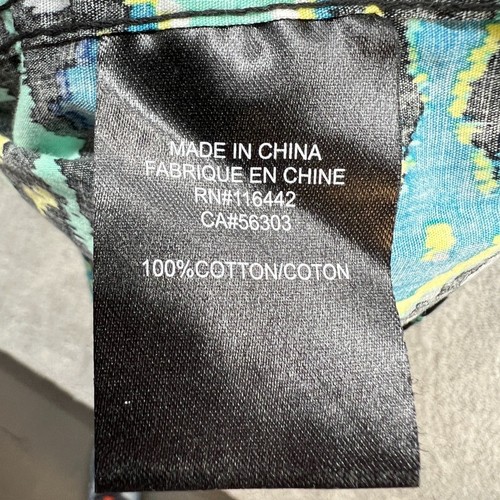 MADE IN CHINA
FABRIQUE EN CHINE
RN#116442
CA#56303
100%COTTON/COTON